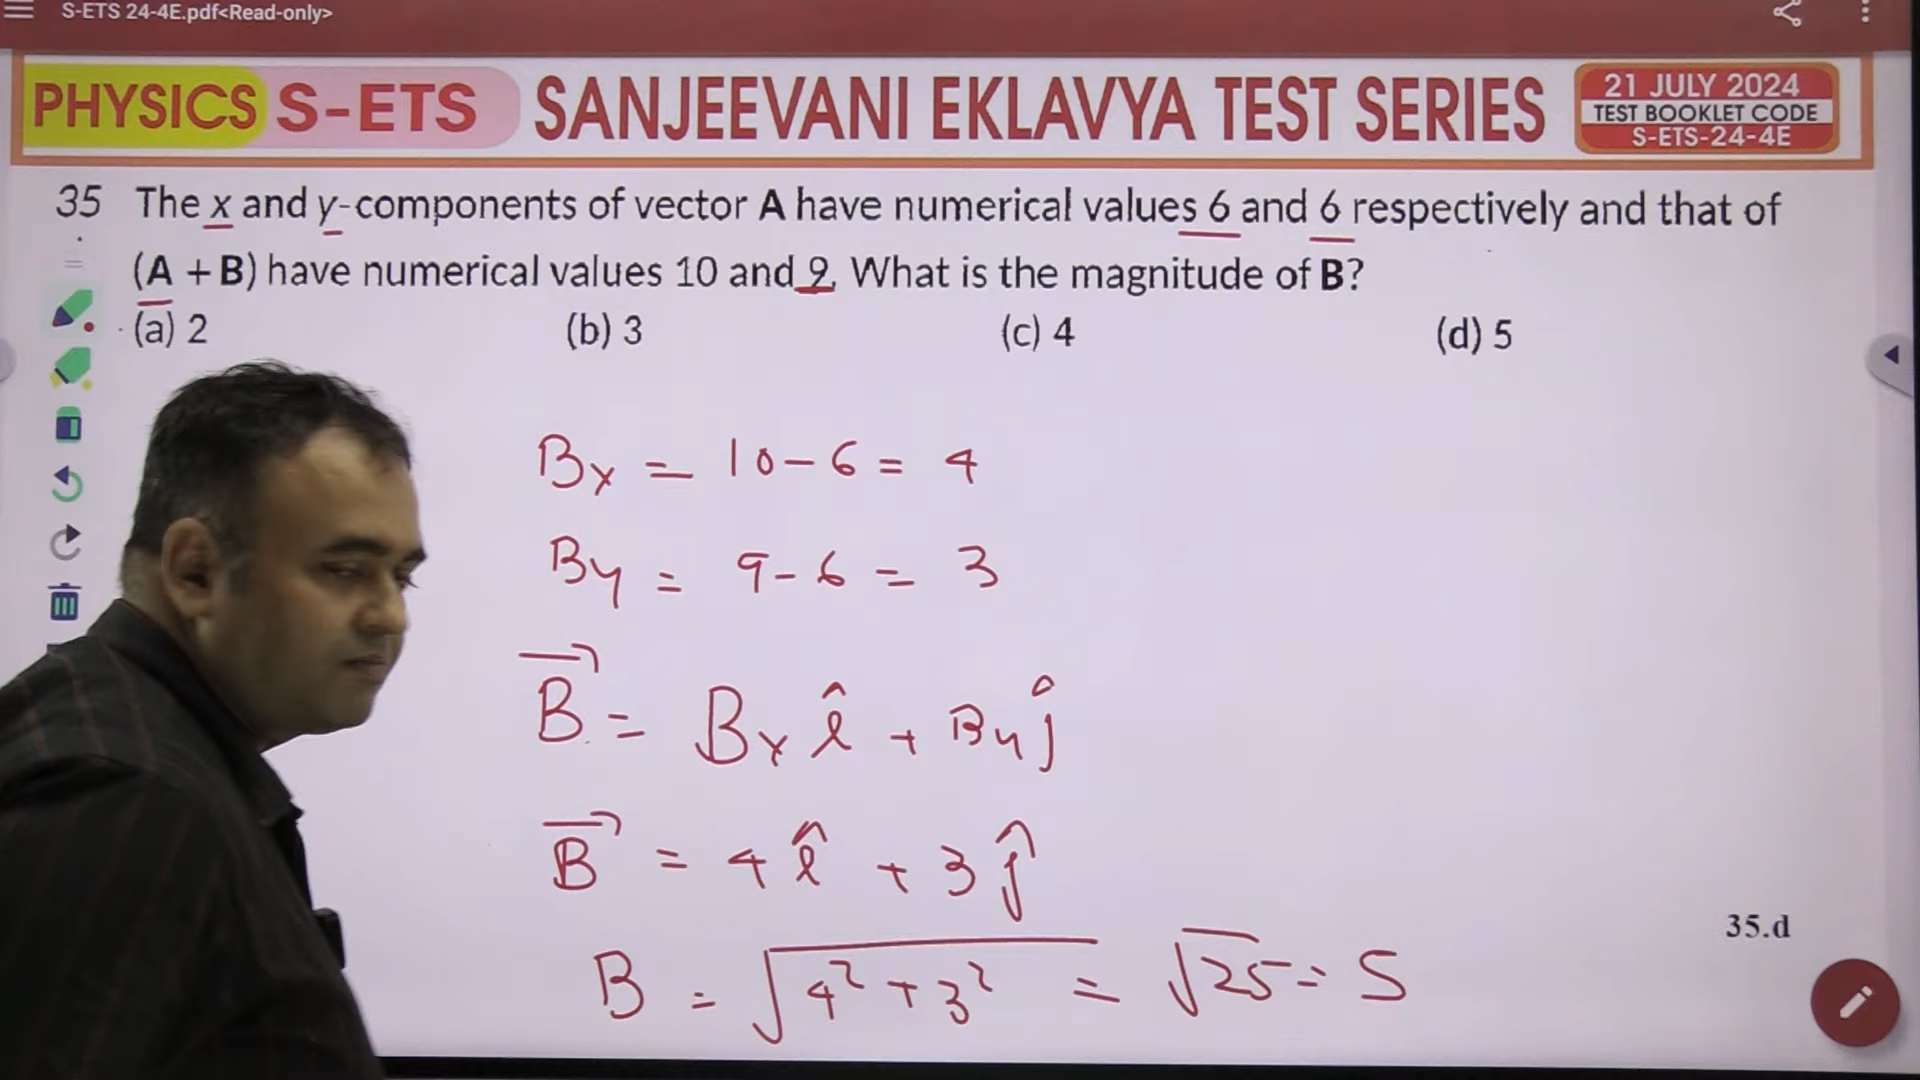 S-ETS 24-4E.pdf<Read-only>
PHYSICS S-ETS SANJEEVANI EKLAVYA TEST SERIES
21 JULY 2024
TEST BOOKLET CODE
S-ETS-24-4E
35 The x and y-components of vector A have numerical values 6 and 6 respectively and that of
(A + B) have numerical values 10 and 9. What is the magnitude of B?
(a) 2 (b) 3 (c) 4 (d) 5
Bx = 10 - 6 = 4
By = 9 - 6 = 3
B⃗ = Bx î + By ĵ
B⃗ = 4 î + 3 ĵ
B = √(4² + 3²) = √25 = 5
35.d